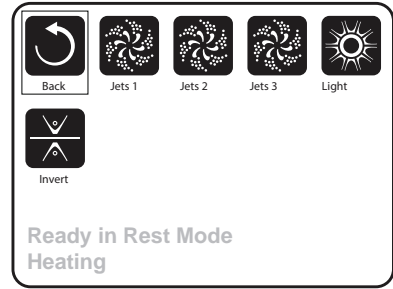 Back Jets 1 Jets 2 Jets 3 Light
Invert
Ready in Rest Mode
Heating